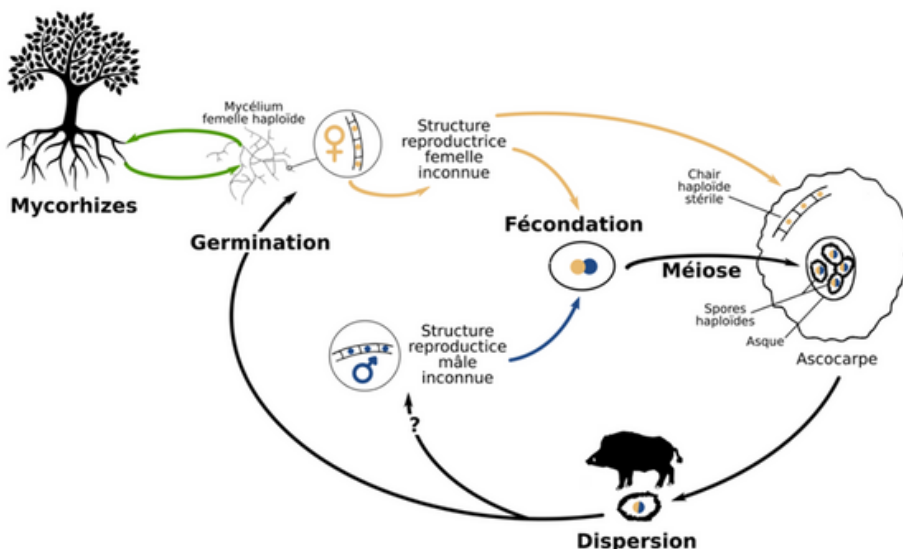 Mycélium
femelle haploïde
Structure
reproductrice
femelle
inconnue
Chair
haploïde
stérile
Mycorhizes
Germination
Fécondation
Méiose
Spores
haploïdes
Asque
Ascocarpe
Structure
reproductice
mâle
inconnue
?
Dispersion